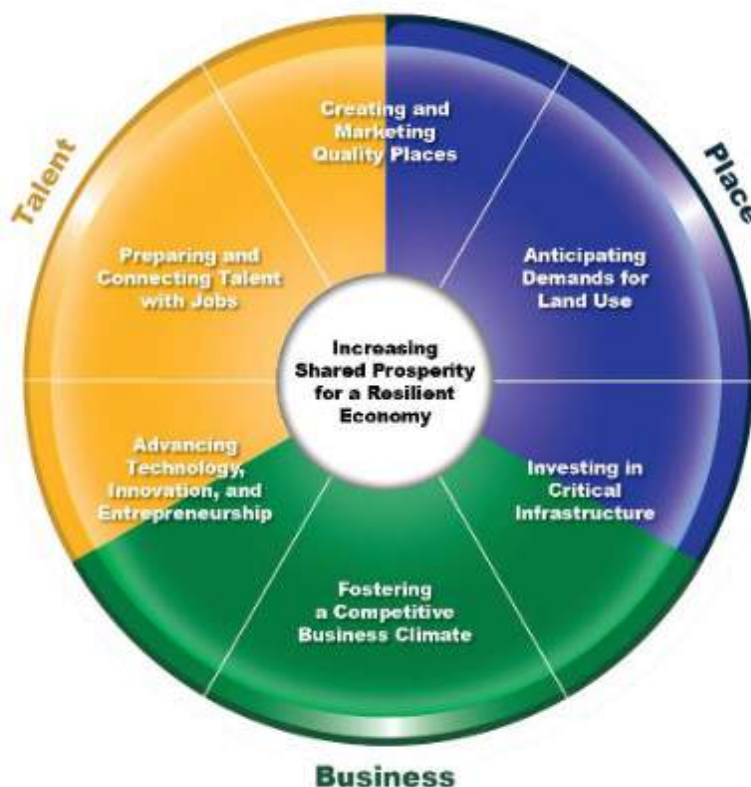 Talent
Place
Creating and
Marketing
Quality Places
Preparing and
Connecting Talent
with Jobs
Anticipating
Demands for
Land Use
Increasing
Shared Prosperity
for a Resilient
Economy
Advancing
Technology,
Innovation, and
Entrepreneurship
Investing in
Critical
Infrastructure
Fostering
a Competitive
Business Climate
Business